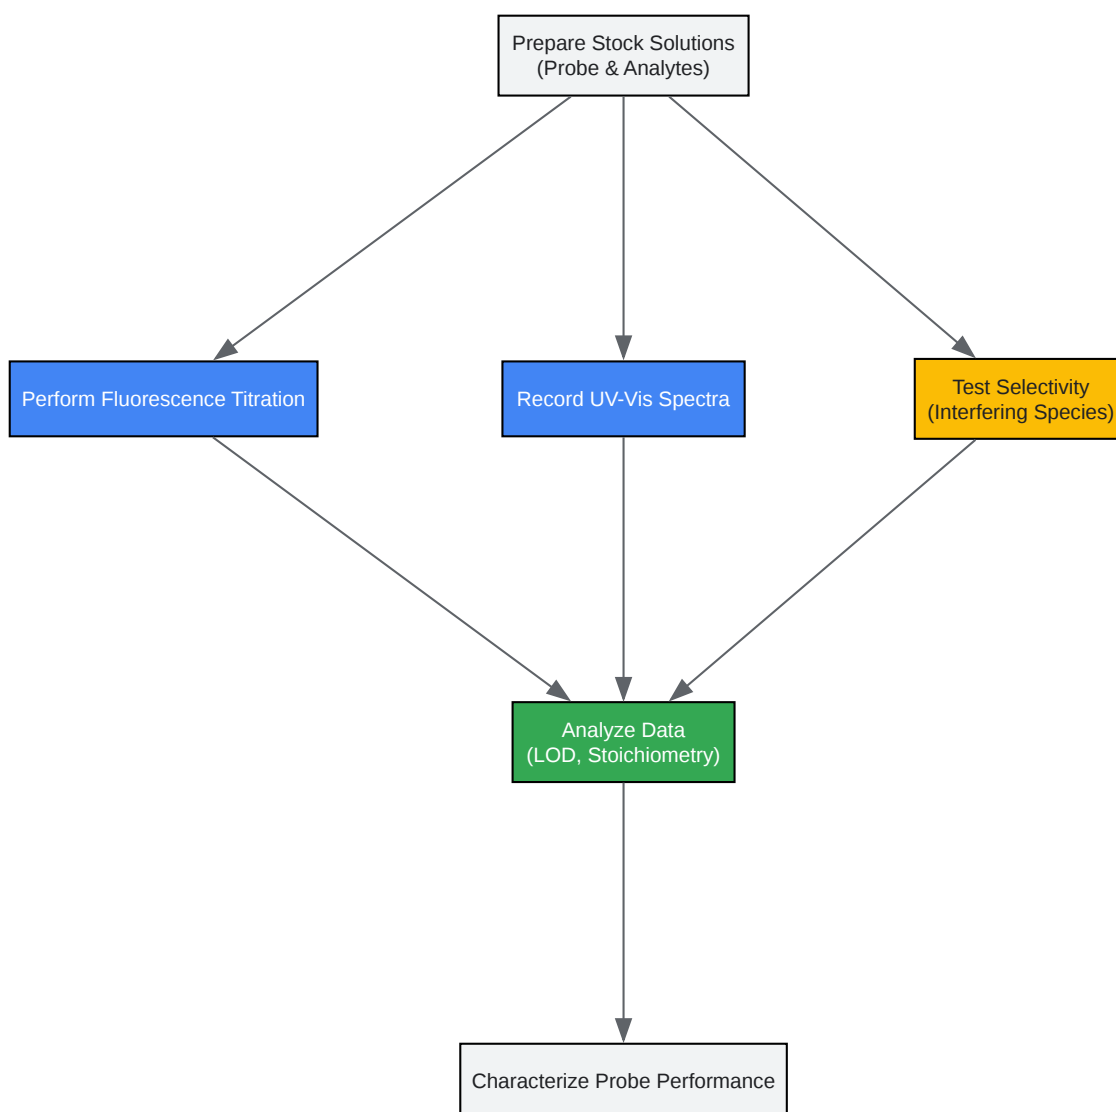 Prepare Stock Solutions
(Probe & Analytes)
Perform Fluorescence Titration
Record UV-Vis Spectra
Test Selectivity
(Interfering Species)
Analyze Data
(LOD, Stoichiometry)
Characterize Probe Performance